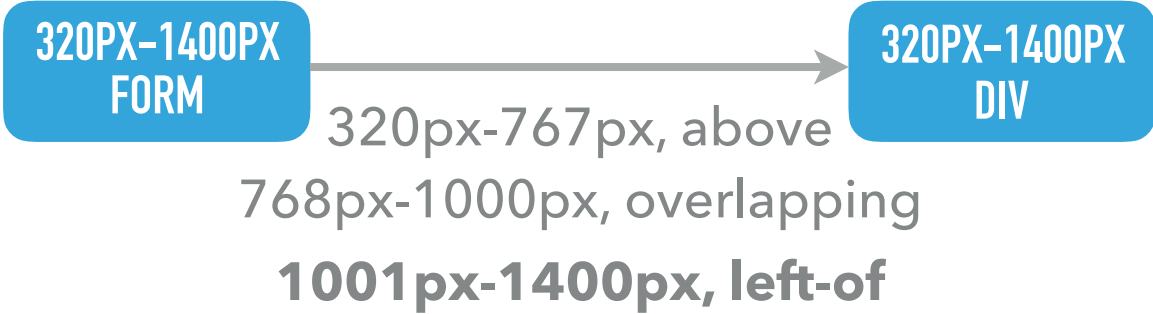 320PX-1400PX
FORM
320PX-1400PX
DIV
320px-767px, above
768px-1000px, overlapping
1001px-1400px, left-of